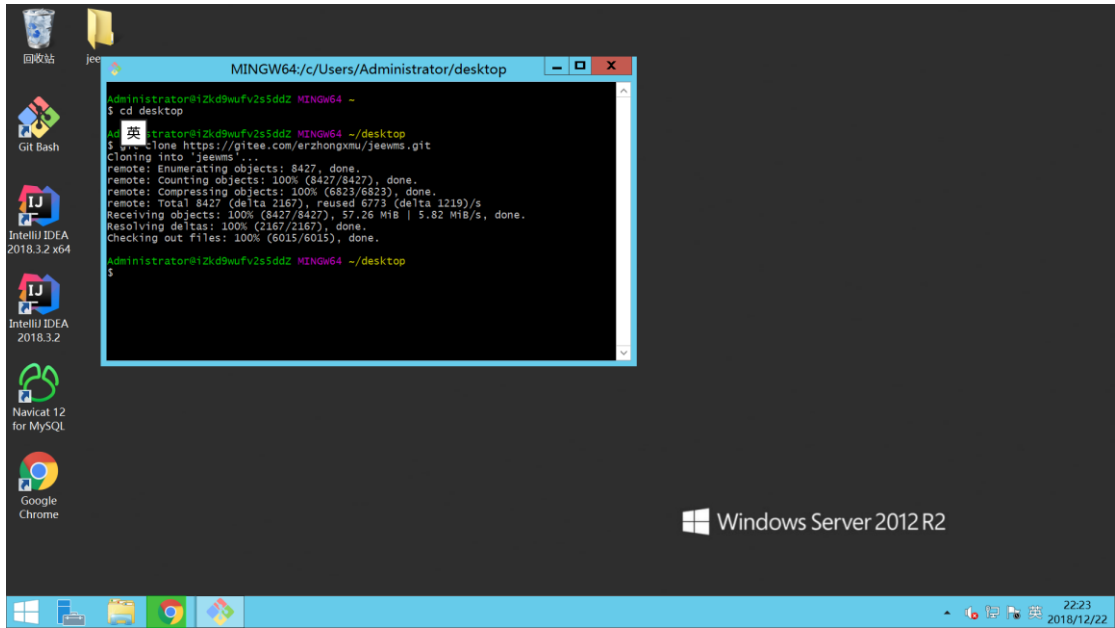 回收站
jee
Git Bash
IntelliJ IDEA
2018.3.2 x64
IntelliJ IDEA
2018.3.2
Navicat 12
for MySQL
Google
Chrome
MINGW64:/c/Users/Administrator/desktop
Administrator@iZkd9wufv2s5ddZ MINGW64 ~
$ cd desktop
英
Ad strator@iZkd9wufv2s5ddZ MINGW64 ~/desktop
$ git clone https://gitee.com/erzhongxmu/jeewms.git
Cloning into 'jeewms'...
remote: Enumerating objects: 8427, done.
remote: Counting objects: 100% (8427/8427), done.
remote: Compressing objects: 100% (6823/6823), done.
remote: Total 8427 (delta 2167), reused 6773 (delta 1219)/s
Receiving objects: 100% (8427/8427), 57.26 MiB | 5.82 MiB/s, done.
Resolving deltas: 100% (2167/2167), done.
Checking out files: 100% (6015/6015), done.
Administrator@iZkd9wufv2s5ddZ MINGW64 ~/desktop
$
Windows Server 2012 R2
英
22:23
2018/12/22